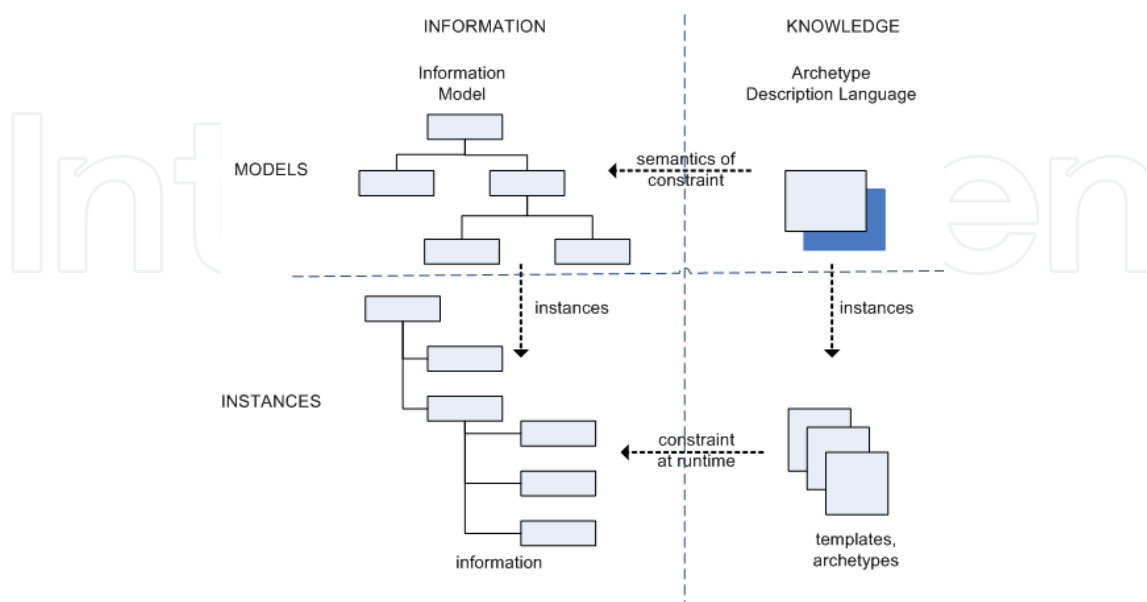 INFORMATION
KNOWLEDGE
Information
Model
Archetype
Description Language
MODELS
semantics of
constraint
instances
instances
INSTANCES
constraint
at runtime
information
templates,
archetypes